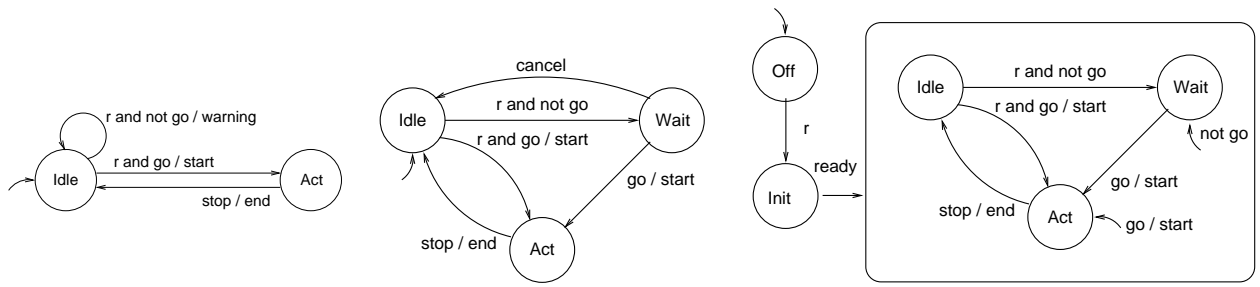 r and not go / warning
r and go / start
Idle
Act
stop / end
cancel
r and not go
Idle
Wait
r and go / start
go / start
stop / end
Act
Off
r
Init
ready
Idle
r and not go
Wait
r and go / start
not go
go / start
stop / end
Act
go / start